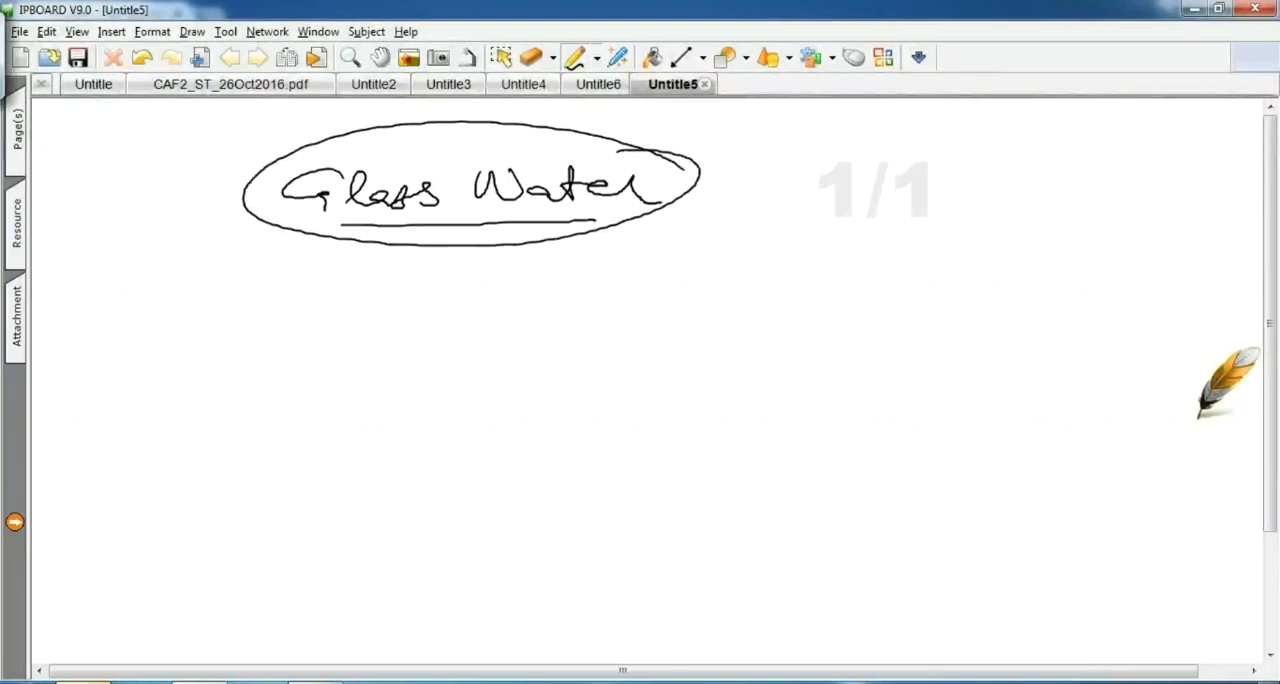 IPBOARD V9.0 - [Untitle5]
File Edit View Insert Format Draw Tool Network Window Subject Help
Untitle CAF2_ST_26Oct2016.pdf Untitle2 Untitle3 Untitle4 Untitle6 Untitle5
Page(s)
Resource
Attachment
Glass Water
1/1